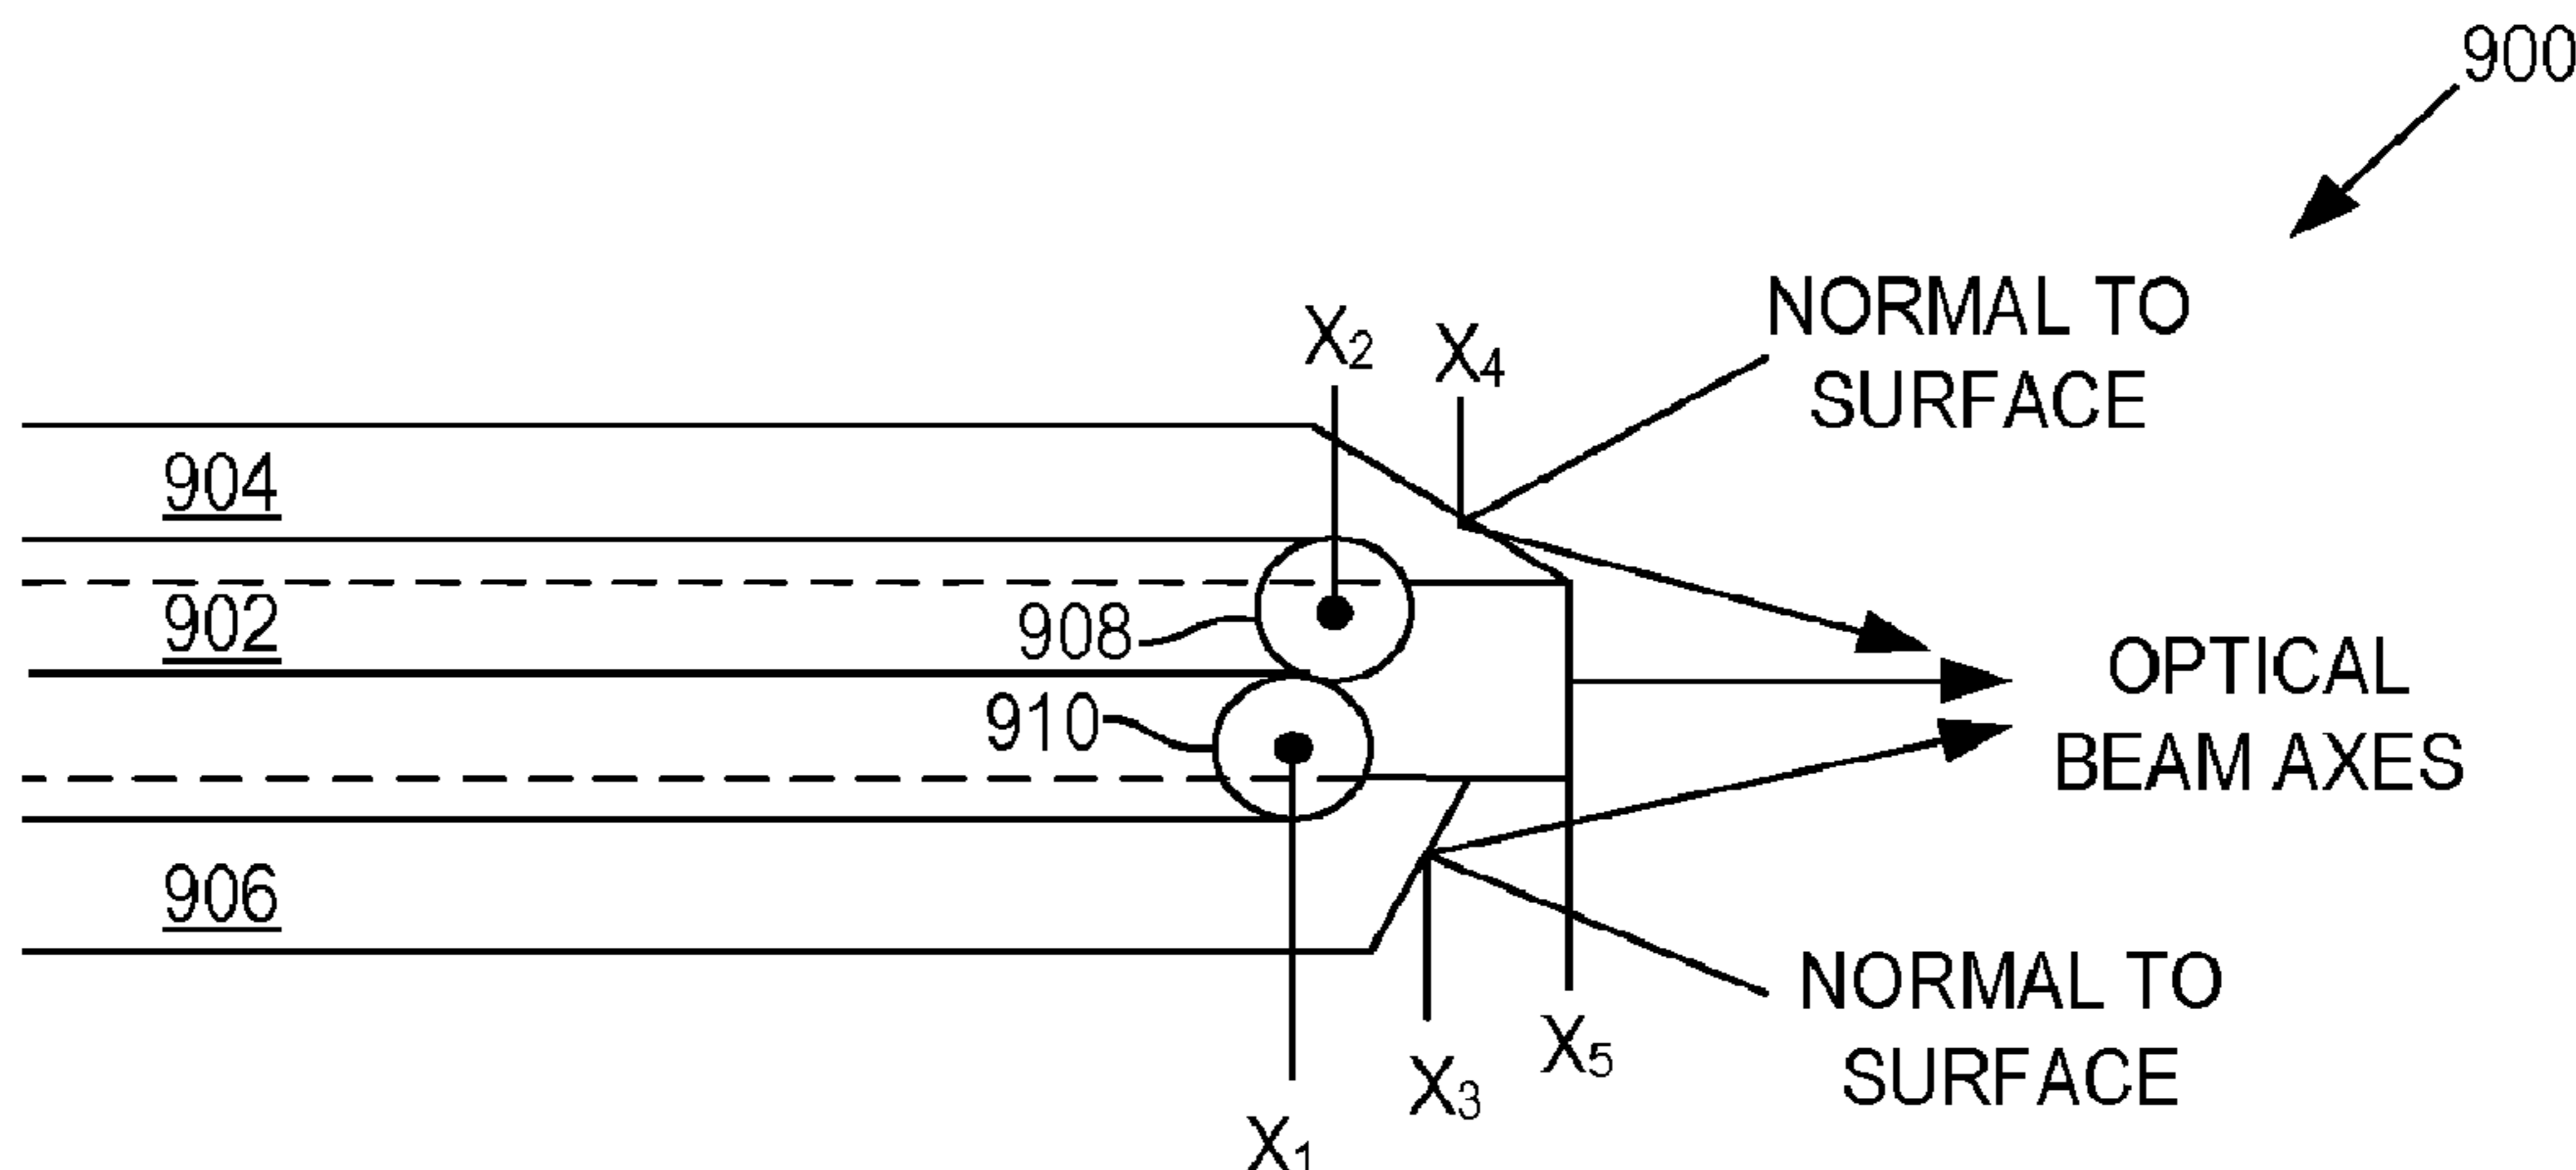 900
NORMAL TO
SURFACE
X2
X4
904
902
908
910
OPTICAL
BEAM AXES
906
NORMAL TO
SURFACE
X5
X3
X1